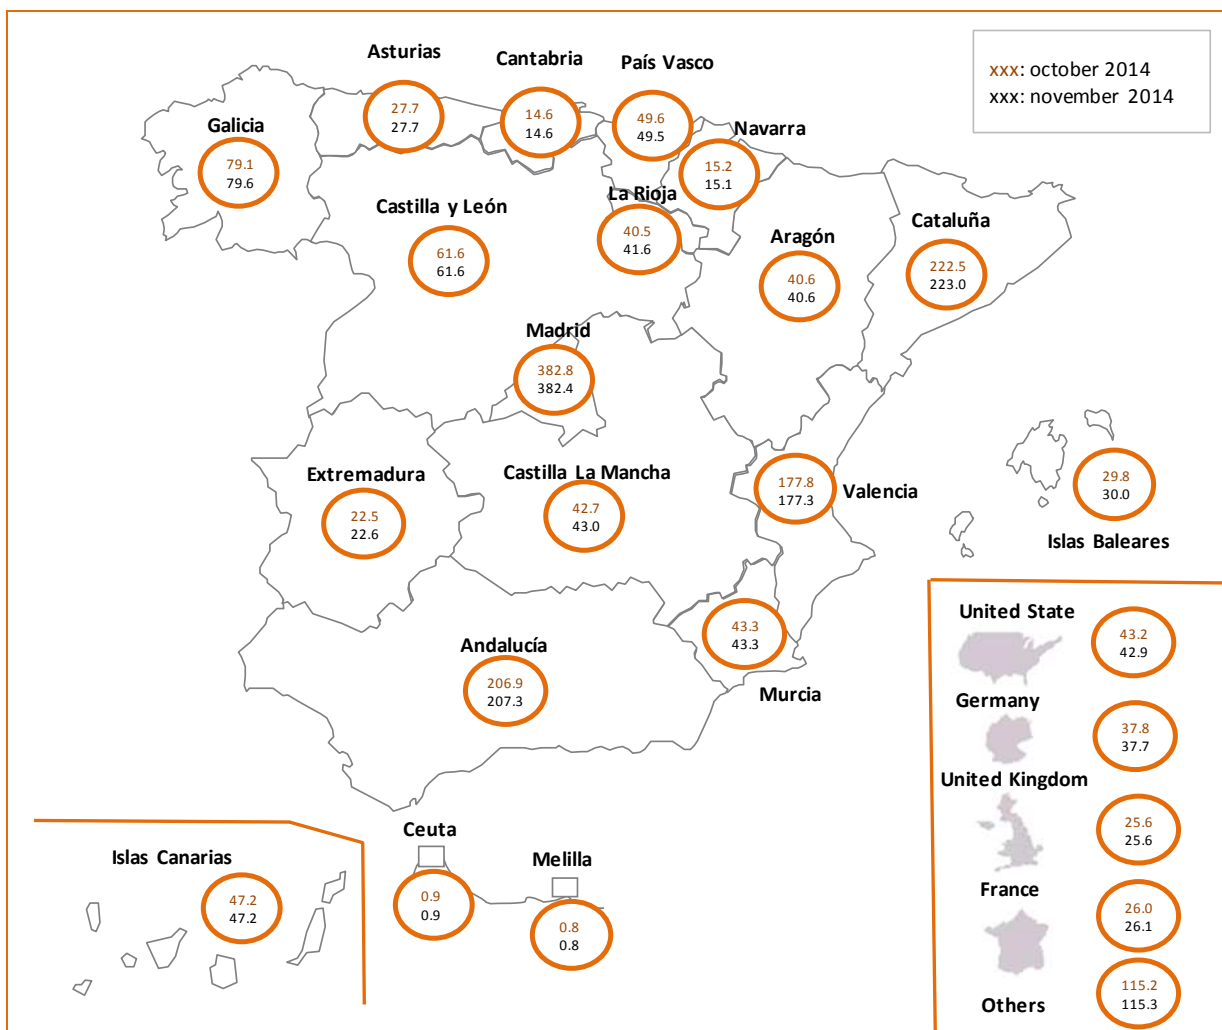 xxx: october 2014
xxx: november 2014
Asturias
27.7
27.7
Cantabria
14.6
14.6
País Vasco
49.6
49.5
Navarra
15.2
15.1
Galicia
79.1
79.6
Castilla y León
61.6
61.6
La Rioja
40.5
41.6
Aragón
40.6
40.6
Cataluña
222.5
223.0
Madrid
382.8
382.4
Extremadura
22.5
22.6
Castilla La Mancha
42.7
43.0
177.8
177.3
Valencia
29.8
30.0
Islas Baleares
43.3
43.3
Murcia
Andalucía
206.9
207.3
United State
43.2
42.9
Germany
37.8
37.7
United Kingdom
25.6
25.6
France
26.0
26.1
Others
115.2
115.3
Islas Canarias
47.2
47.2
Ceuta
0.9
0.9
Melilla
0.8
0.8